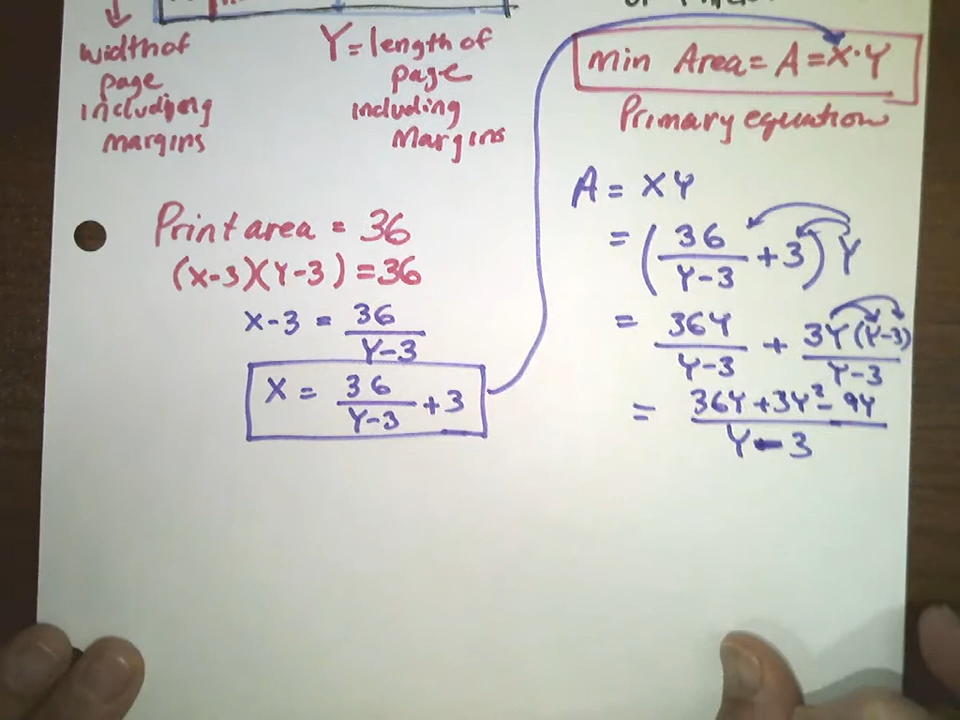 width of
page
including
margins
Y = length of
page
including
Margins
min Area = A = X·Y
Primary equation
Print area = 36
(X-3)(Y-3) = 36
X-3 = 36/(Y-3)
X = 36/(Y-3) + 3
A = XY
= (36/(Y-3) + 3) Y
= 36Y/(Y-3) + 3Y(Y-3)/(Y-3)
= (36Y + 3Y² - 9Y)/(Y-3)